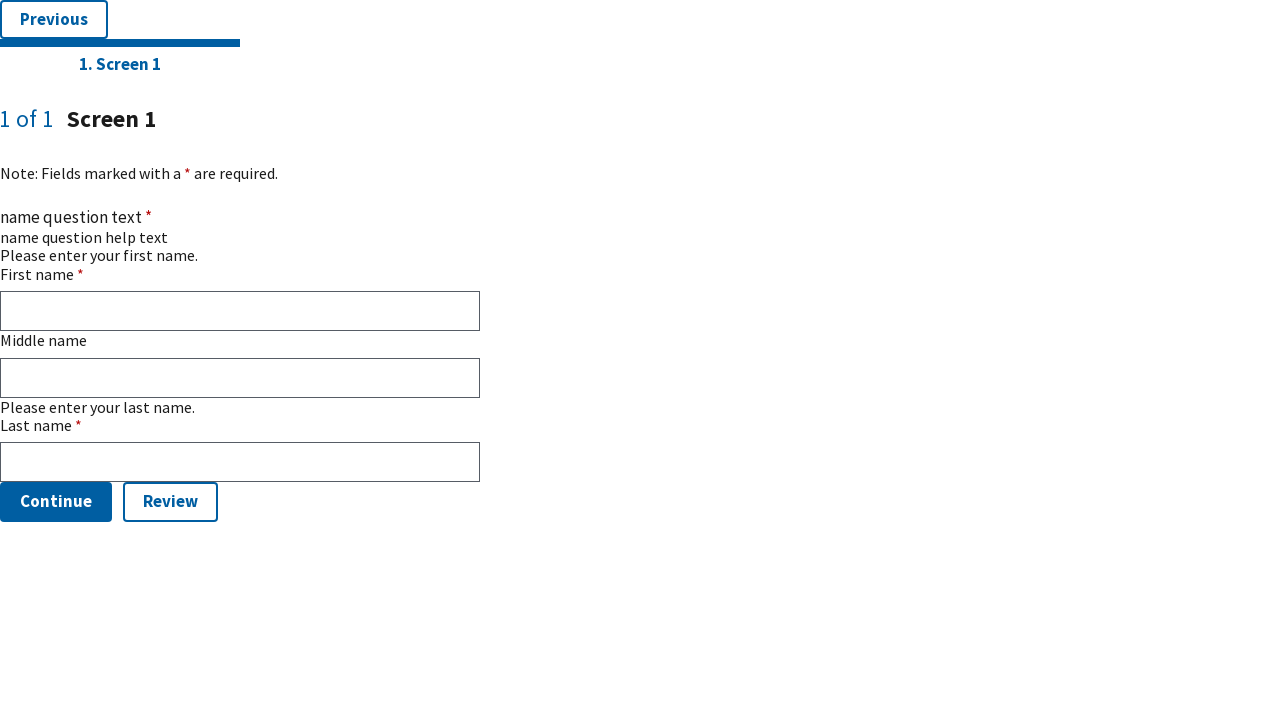 Previous
1. Screen 1
1 of 1 Screen 1
Note: Fields marked with a * are required.
name question text *
name question help text
Please enter your first name.
First name *
Middle name
Please enter your last name.
Last name *
Continue Review